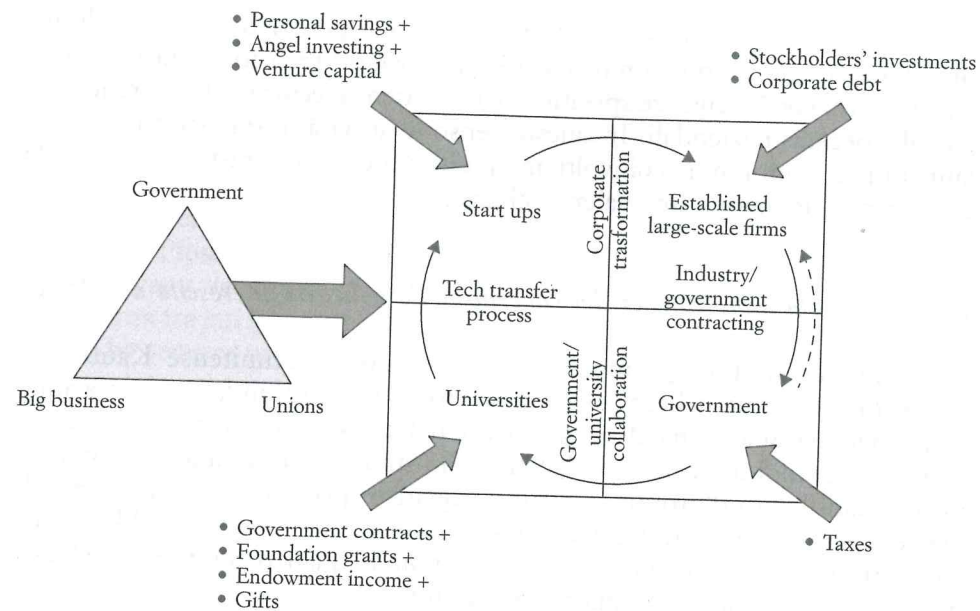 • Personal savings +
• Angel investing +
• Venture capital
• Stockholders' investments
• Corporate debt
Government
Big business
Unions
Start ups
Corporate
trasformation
Established
large-scale firms
Tech transfer
process
Industry/
government
contracting
Universities
Government/
university
collaboration
Government
• Government contracts +
• Foundation grants +
• Endowment income +
• Gifts
• Taxes